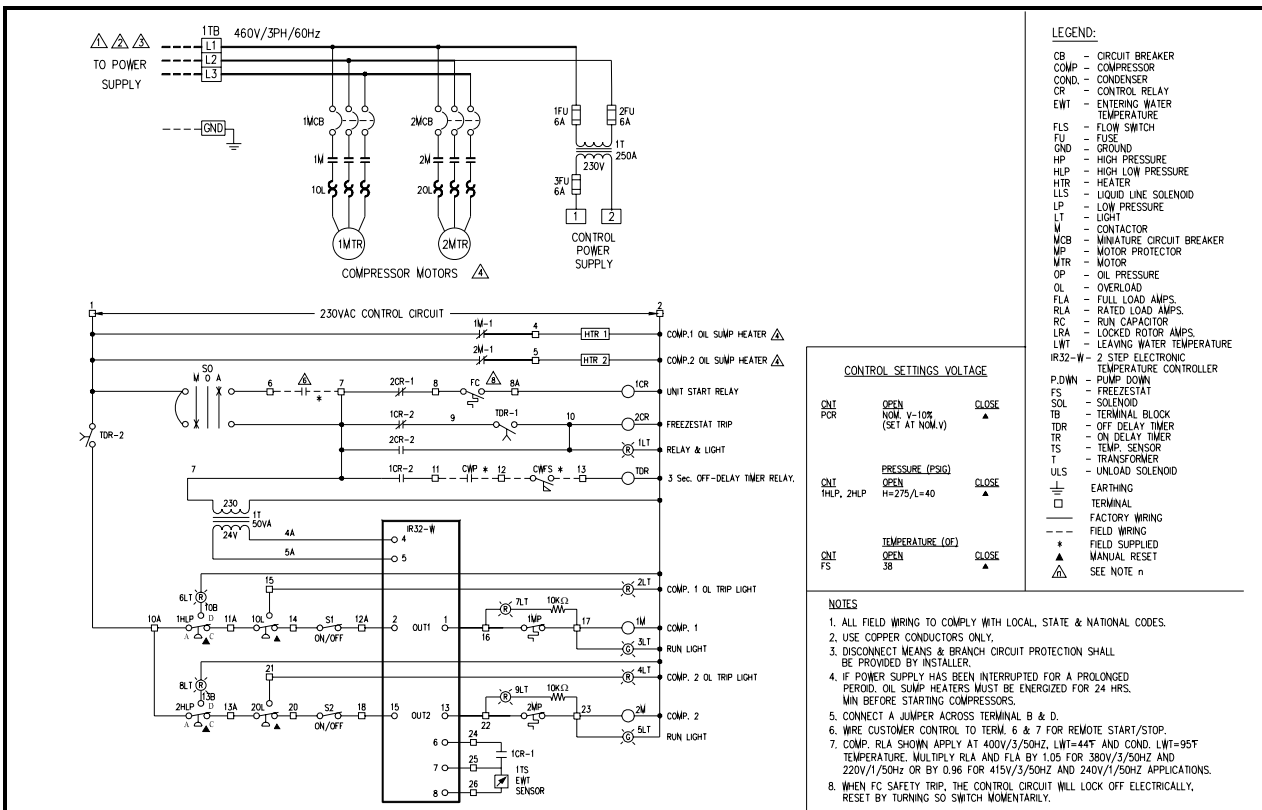 1TB
460V/3PH/60Hz
1 2 3
L1
TO POWER
L2
SUPPLY
L3
GND
1MCB
2MCB
1M
2M
1OL
2OL
1MTR
2MTR
COMPRESSOR MOTORS 4
1FU
6A
2FU
6A
1T
250A
230V
3FU
6A
1
2
CONTROL
POWER
SUPPLY
1
230VAC CONTROL CIRCUIT
2
1M-1
4
HTR 1
COMP.1 OIL SUMP HEATER 4
2M-1
5
HTR 2
COMP.2 OIL SUMP HEATER 4
SO
M O A
6
6
*
7
2CR-1
8
FC
8
8A
1CR
UNIT START RELAY
TDR-2
1CR-2
9
TDR-1
10
2CR
FREEZESTAT TRIP
2CR-2
R
1LT
RELAY & LIGHT
7
1CR-2
11
CWP *
12
CWFS *
13
TDR
3 Sec. OFF-DELAY TIMER RELAY.
230
1T
50VA
24V
4A
5A
IR32-W
4
5
15
R
2LT
COMP. 1 OL TRIP LIGHT
6LT
R
10B
D
10A
1HLP
A
C
11A
10L
14
S1
ON/OFF
12A
2
OUT1
1
7LT
R
10KΩ
16
1MP
17
1M
COMP. 1
G
3LT
RUN LIGHT
21
R
4LT
COMP. 2 OL TRIP LIGHT
8LT
R
13B
D
2HLP
A
C
13A
20L
20
S2
ON/OFF
18
15
OUT2
13
9LT
R
10KΩ
22
2MP
23
2M
COMP. 2
G
5LT
RUN LIGHT
6
24
1CR-1
7
25
1TS
EWT
SENSOR
8
26
LEGEND:
CB - CIRCUIT BREAKER
COMP - COMPRESSOR
COND. - CONDENSER
CR - CONTROL RELAY
EWT - ENTERING WATER
TEMPERATURE
FLS - FLOW SWITCH
FU - FUSE
GND - GROUND
HP - HIGH PRESSURE
HLP - HIGH LOW PRESSURE
HTR - HEATER
LLS - LIQUID LINE SOLENOID
LP - LOW PRESSURE
LT - LIGHT
M - CONTACTOR
MCB - MINIATURE CIRCUIT BREAKER
MP - MOTOR PROTECTOR
MTR - MOTOR
OP - OIL PRESSURE
OL - OVERLOAD
FLA - FULL LOAD AMPS.
RLA - RATED LOAD AMPS.
RC - RUN CAPACITOR
LRA - LOCKED ROTOR AMPS.
LWT - LEAVING WATER TEMPERATURE
IR32-W- 2 STEP ELECTRONIC
TEMPERATURE CONTROLLER
P.DWN - PUMP DOWN
FS - FREEZESTAT
SOL - SOLENOID
TB - TERMINAL BLOCK
TDR - OFF DELAY TIMER
TR - ON DELAY TIMER
TS - TEMP. SENSOR
T - TRANSFORMER
ULS - UNLOAD SOLENOID
EARTHING
TERMINAL
FACTORY WIRING
FIELD WIRING
* FIELD SUPPLIED
▲ MANUAL RESET
n SEE NOTE n
CONTROL SETTINGS VOLTAGE
CNT OPEN CLOSE
PCR NOM. V-10% ▲
(SET AT NOM.V)
PRESSURE (PSIG)
CNT OPEN CLOSE
1HLP, 2HLP H=275/L=40 ▲
TEMPERATURE (OF)
CNT OPEN CLOSE
FS 38 ▲
NOTES
1. ALL FIELD WIRING TO COMPLY WITH LOCAL, STATE & NATIONAL CODES.
2. USE COPPER CONDUCTORS ONLY.
3. DISCONNECT MEANS & BRANCH CIRCUIT PROTECTION SHALL
BE PROVIDED BY INSTALLER.
4. IF POWER SUPPLY HAS BEEN INTERRUPTED FOR A PROLONGED
PEROID. OIL SUMP HEATERS MUST BE ENERGIZED FOR 24 HRS.
MIN BEFORE STARTING COMPRESSORS.
5. CONNECT A JUMPER ACROSS TERMINAL B & D.
6. WIRE CUSTOMER CONTROL TO TERM. 6 & 7 FOR REMOTE START/STOP.
7. COMP. RLA SHOWN APPLY AT 400V/3/50HZ, LWT=44°F AND COND. LWT=95°F
TEMPERATURE. MULTIPLY RLA AND FLA BY 1.05 FOR 380V/3/50HZ AND
220V/1/50Hz OR BY 0.96 FOR 415V/3/50HZ AND 240V/1/50HZ APPLICATIONS.
8. WHEN FC SAFETY TRIP, THE CONTROL CIRCUIT WILL LOCK OFF ELECTRICALLY,
RESET BY TURNING SO SWITCH MOMENTARILY.